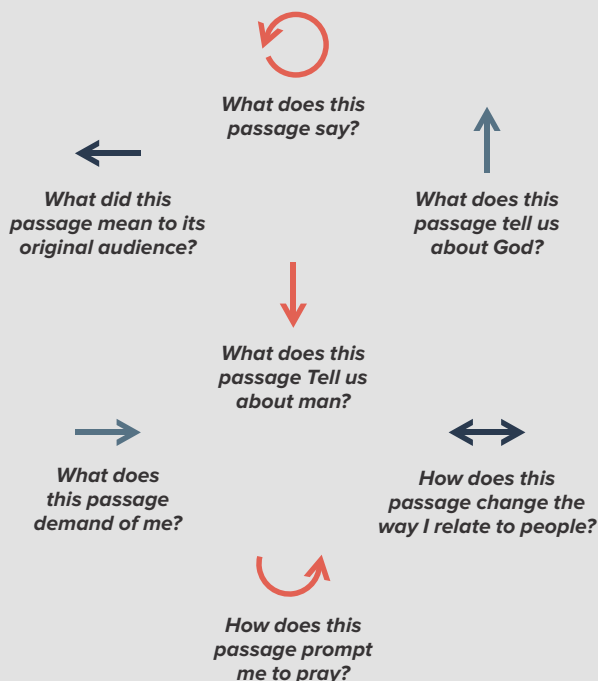 What does this
passage say?
What did this
passage mean to its
original audience?
What does this
passage tell us
about God?
What does this
passage Tell us
about man?
What does
this passage
demand of me?
How does this
passage change the
way I relate to people?
How does this
passage prompt
me to pray?